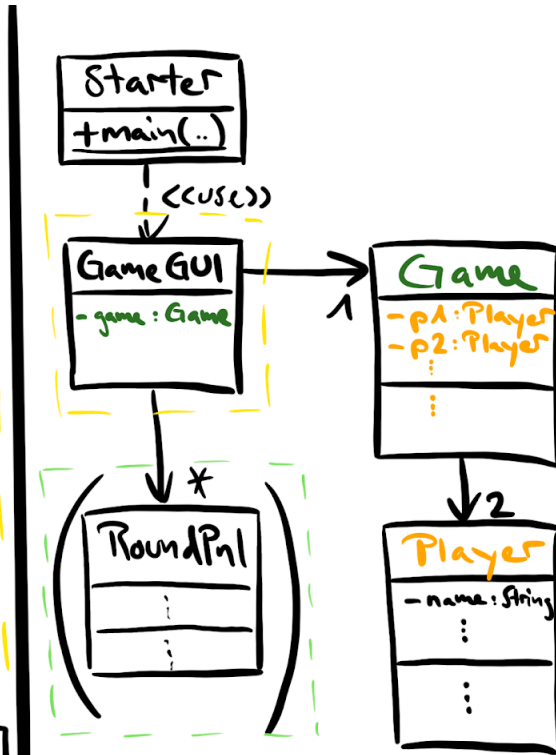 Starter
+main(..)
<<use>>
GameGUI
- game : Game
1
Game
- p1: Player
- p2: Player
⋮
⋮
*
RoundPnl
⋮
⋮
2
Player
- name: String
⋮
⋮